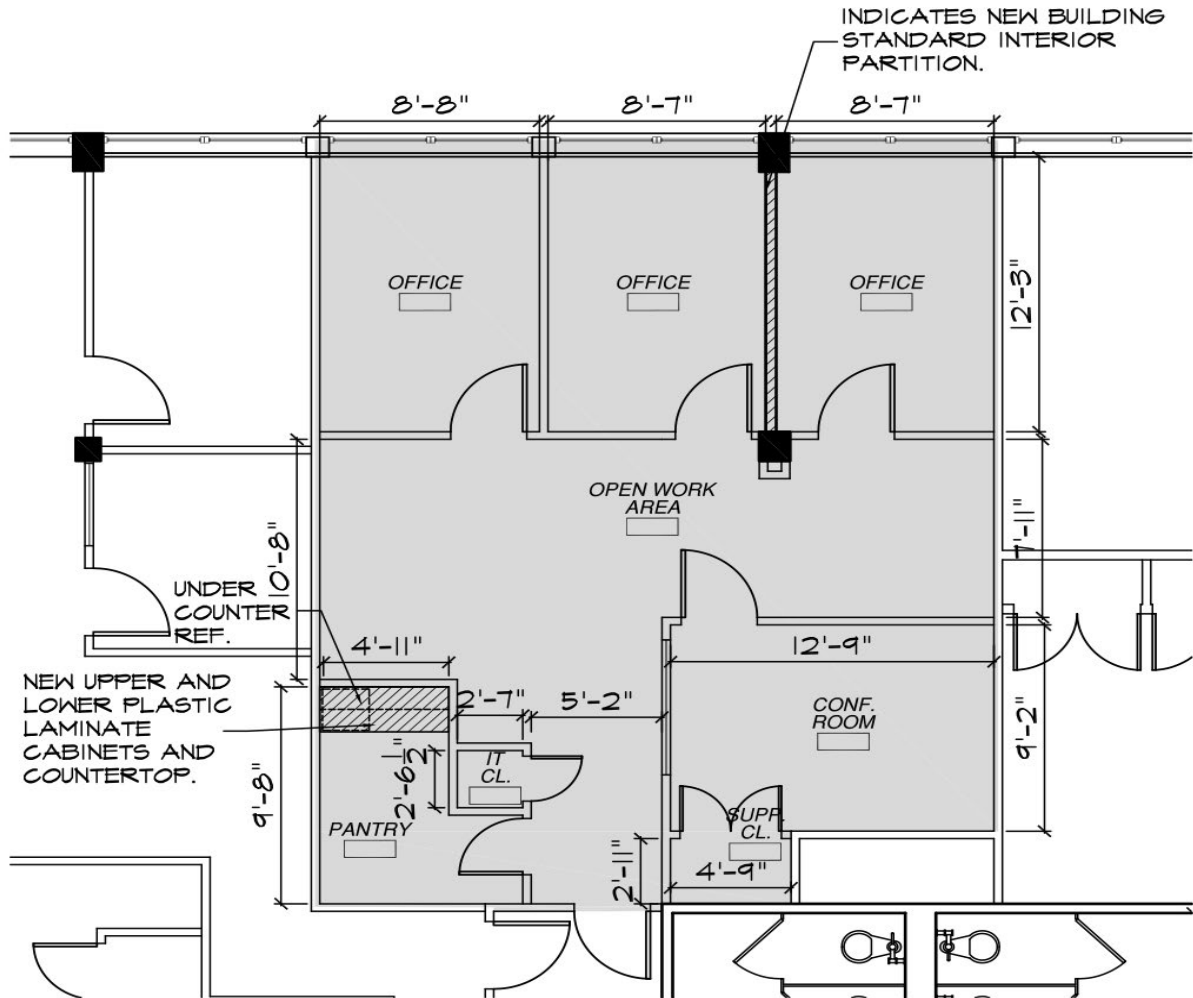 INDICATES NEW BUILDING
STANDARD INTERIOR
PARTITION.
8'-8"
8'-7"
8'-7"
OFFICE
OFFICE
OFFICE
12'-3"
OPEN WORK
AREA
7'-11"
10'-8"
UNDER
COUNTER
REF.
4'-11"
12'-9"
NEW UPPER AND
LOWER PLASTIC
LAMINATE
CABINETS AND
COUNTERTOP.
2'-7"
5'-2"
CONF.
ROOM
9'-2"
IT
CL.
2'-6 1/2"
9'-8"
PANTRY
SUPP.
CL.
2'-11"
4'-9"